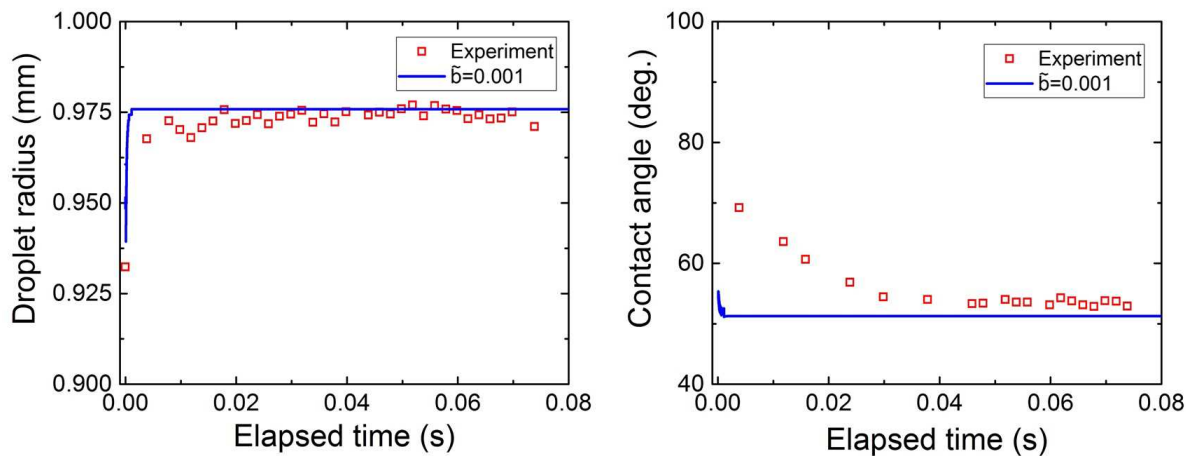 1.000
0.975
0.950
0.925
0.900
Droplet radius (mm)
Experiment
b̃=0.001
0.00 0.02 0.04 0.06 0.08
Elapsed time (s)
100
80
60
40
Contact angle (deg.)
Experiment
b̃=0.001
0.00 0.02 0.04 0.06 0.08
Elapsed time (s)